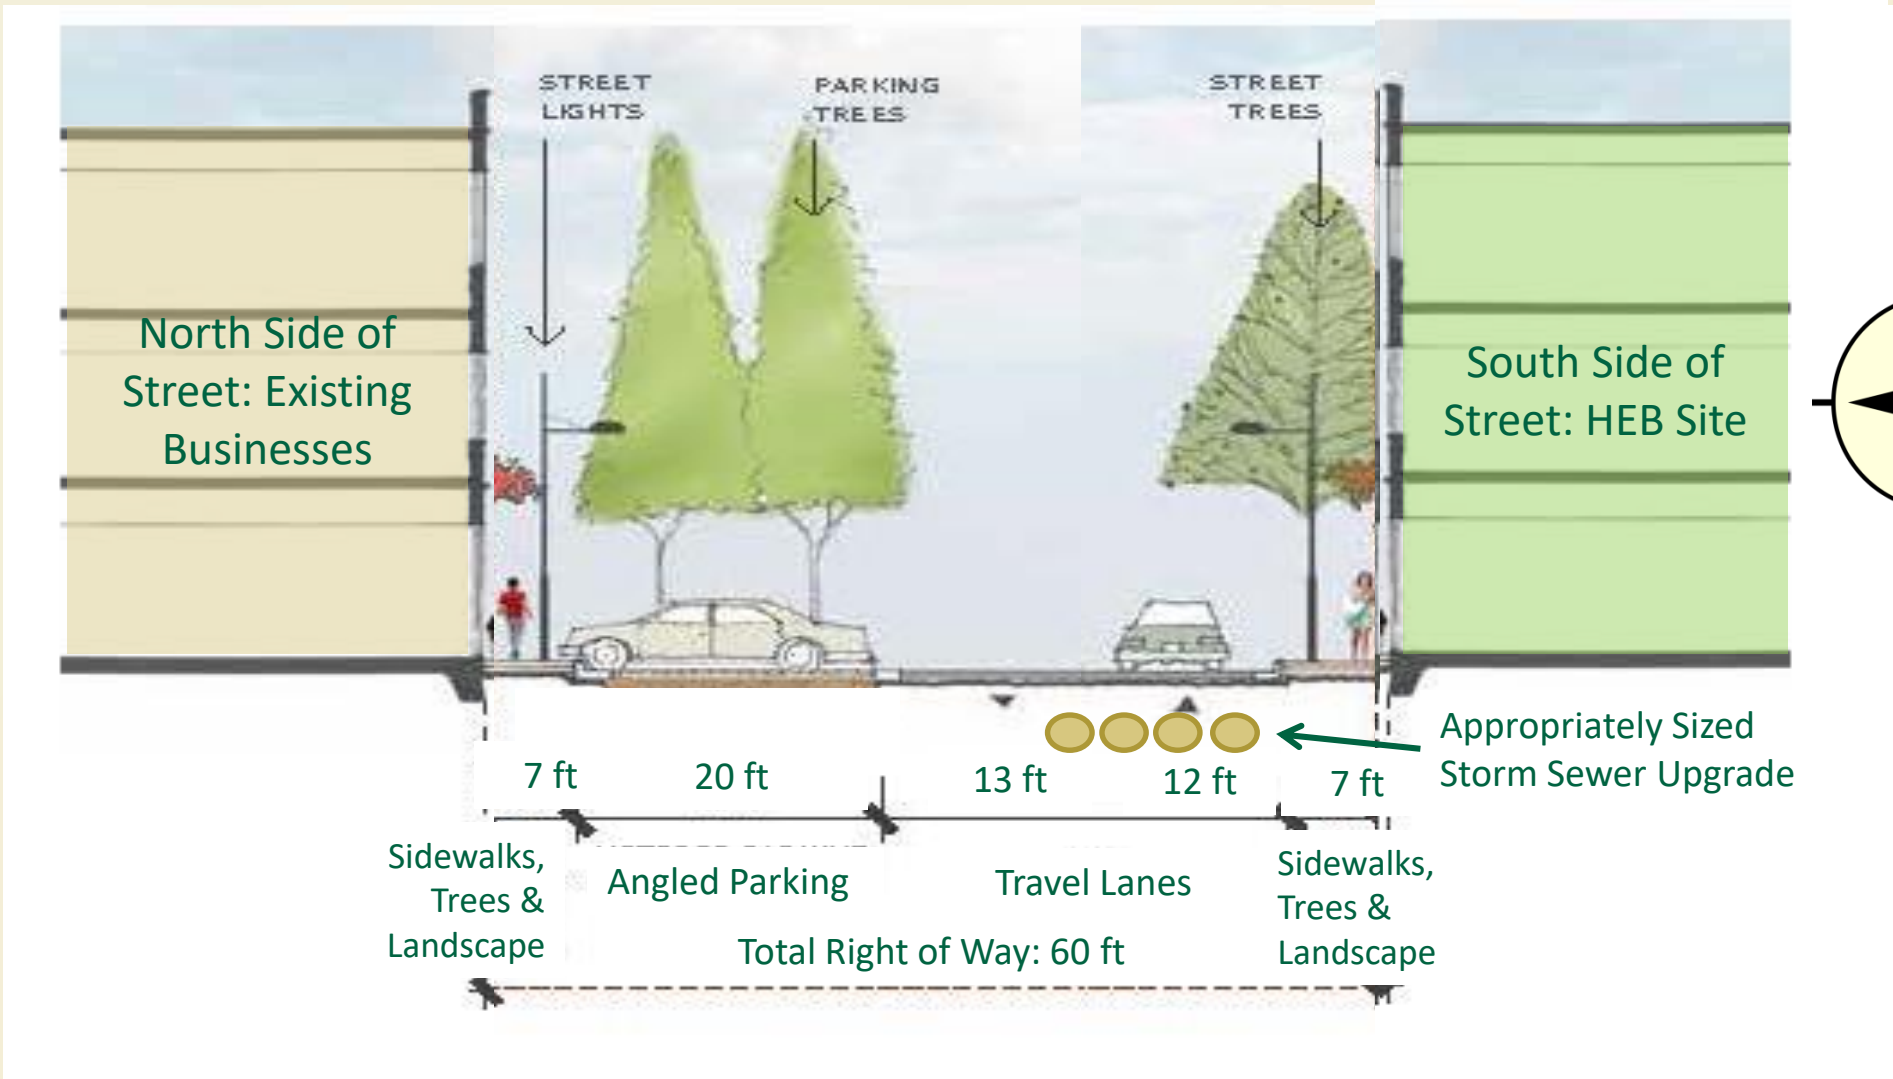 STREET
LIGHTS
PARKING
TREES
STREET
TREES
North Side of
Street: Existing
Businesses
South Side of
Street: HEB Site
Appropriately Sized
Storm Sewer Upgrade
7 ft
20 ft
13 ft
12 ft
7 ft
Sidewalks,
Trees &
Landscape
Angled Parking
Travel Lanes
Sidewalks,
Trees &
Landscape
Total Right of Way: 60 ft